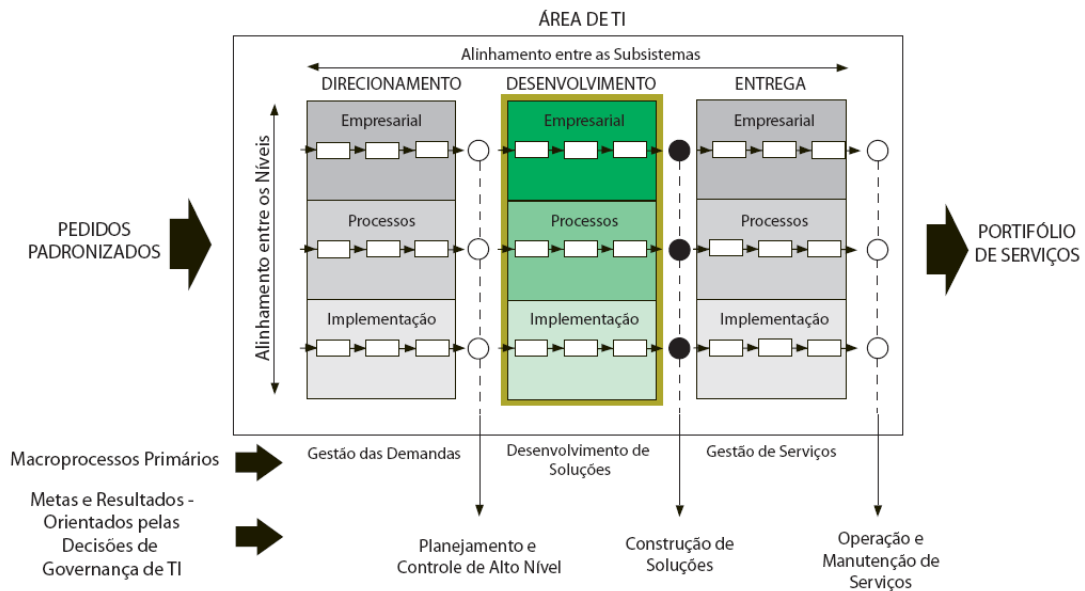 ÁREA DE TI
Alinhamento entre as Subsistemas
DIRECIONAMENTO
DESENVOLVIMENTO
ENTREGA
Alinhamento entre os Níveis
Empresarial
Empresarial
Empresarial
Processos
Processos
Processos
Implementação
Implementação
Implementação
PEDIDOS
PADRONIZADOS
PORTIFÓLIO
DE SERVIÇOS
Macroprocessos Primários
Gestão das Demandas
Desenvolvimento de
Soluções
Gestão de Serviços
Metas e Resultados -
Orientados pelas
Decisões de
Governança de TI
Planejamento e
Controle de Alto Nível
Construção de
Soluções
Operação e
Manutenção de
Serviços